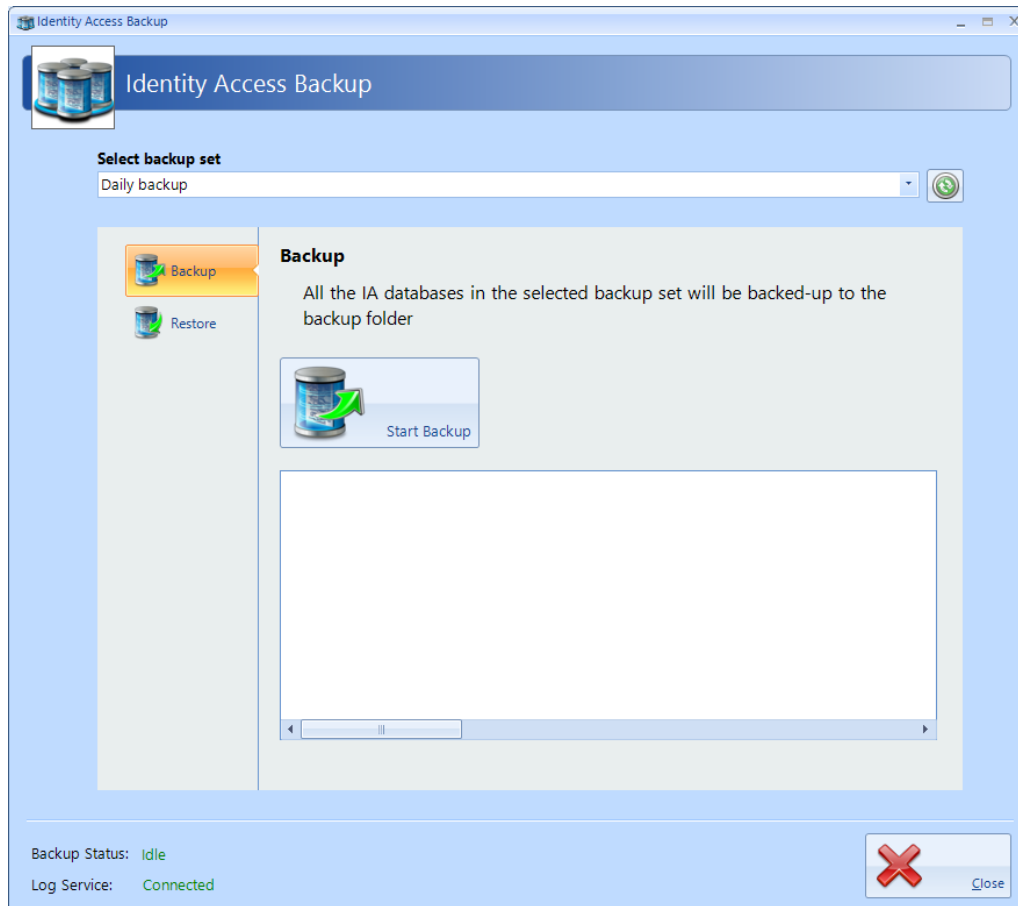 Identity Access Backup
Identity Access Backup
Select backup set
Daily backup
Backup
Restore
Backup
All the IA databases in the selected backup set will be backed-up to the
backup folder
Start Backup
Backup Status: Idle
Log Service: Connected
Close